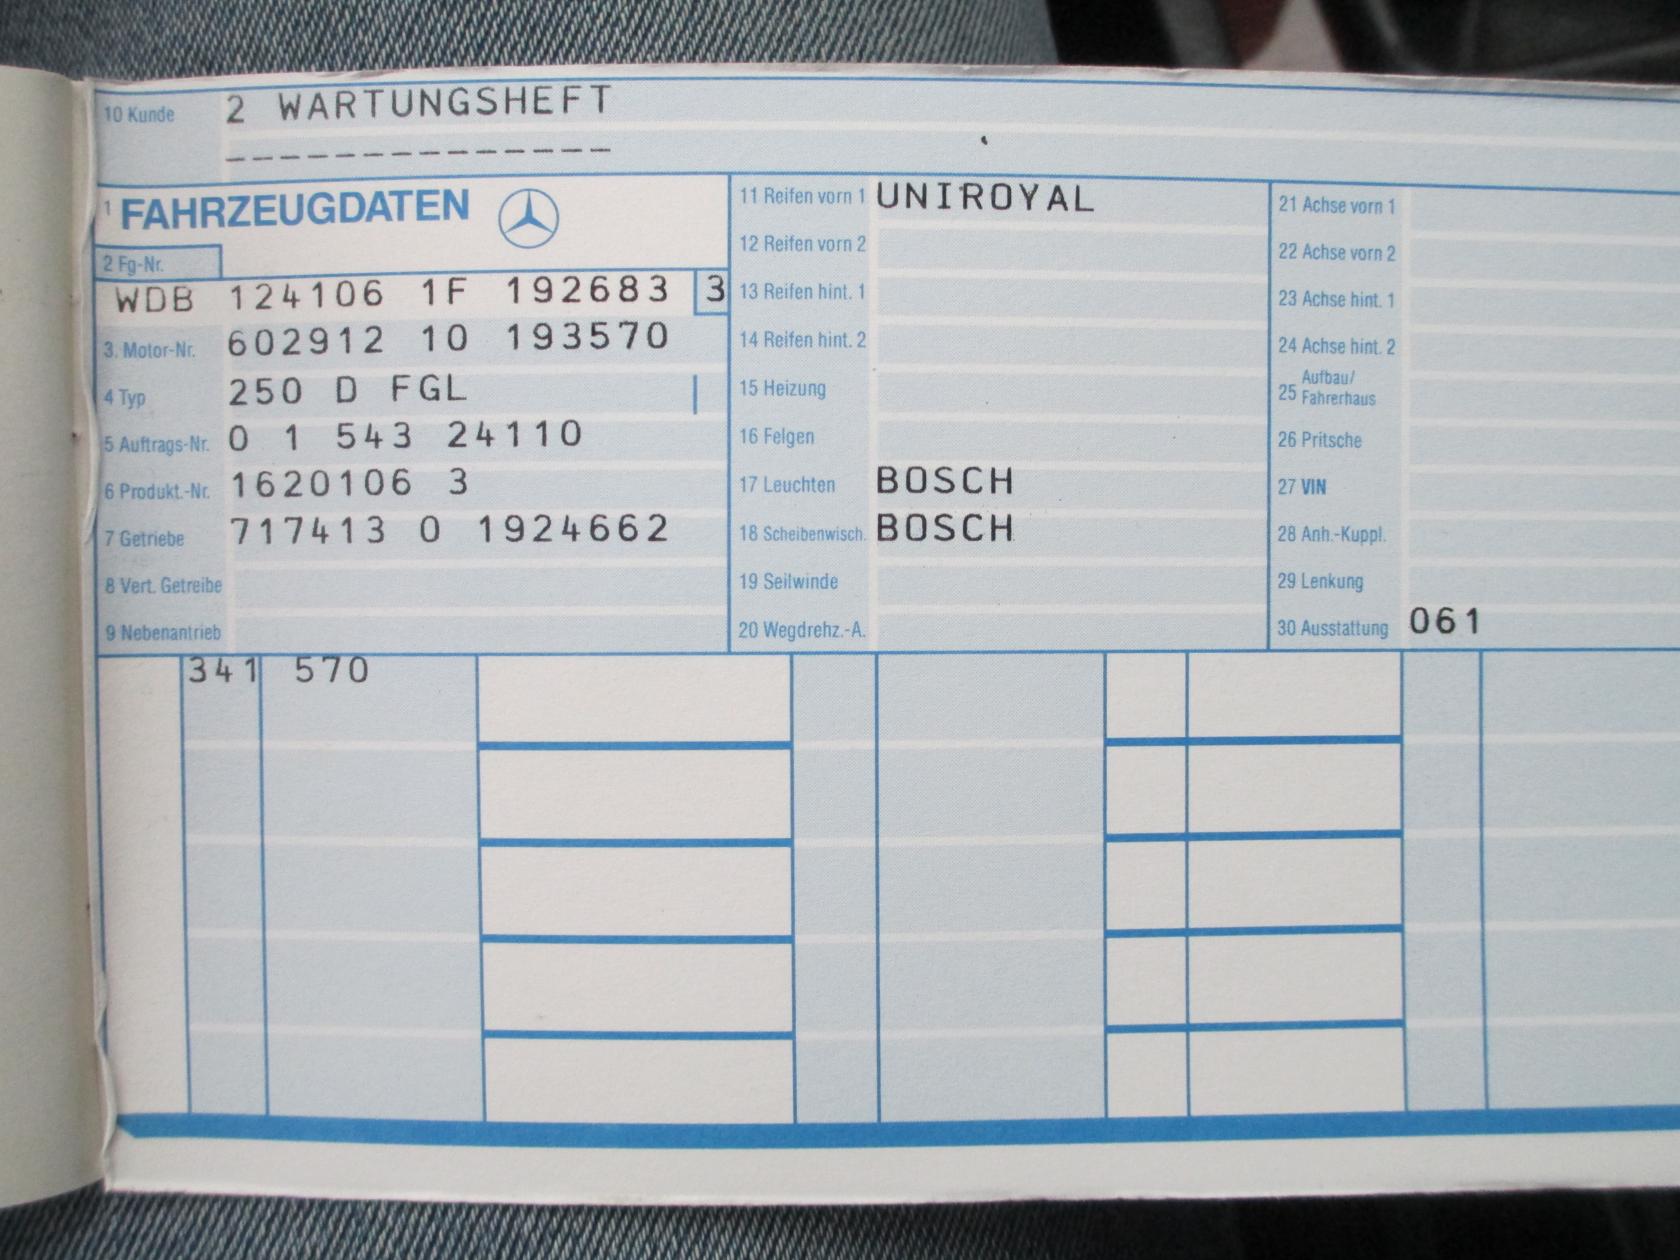 10 Kunde 2 WARTUNGSHEFT
--------------
1 FAHRZEUGDATEN
2 Fg-Nr.
WDB 124106 1F 192683 3
3. Motor-Nr. 602912 10 193570
4 Typ 250 D FGL
5 Auftrags-Nr. 0 1 543 24110
6 Produkt.-Nr. 1620106 3
7 Getriebe 717413 0 1924662
8 Vert. Getreibe
9 Nebenantrieb
11 Reifen vorn 1 UNIROYAL
12 Reifen vorn 2
13 Reifen hint. 1
14 Reifen hint. 2
15 Heizung
16 Felgen
17 Leuchten BOSCH
18 Scheibenwisch. BOSCH
19 Seilwinde
20 Wegdrehz.-A.
21 Achse vorn 1
22 Achse vorn 2
23 Achse hint. 1
24 Achse hint. 2
25 Aufbau/
Fahrerhaus
26 Pritsche
27 VIN
28 Anh.-Kuppl.
29 Lenkung
30 Ausstattung 061
341 570